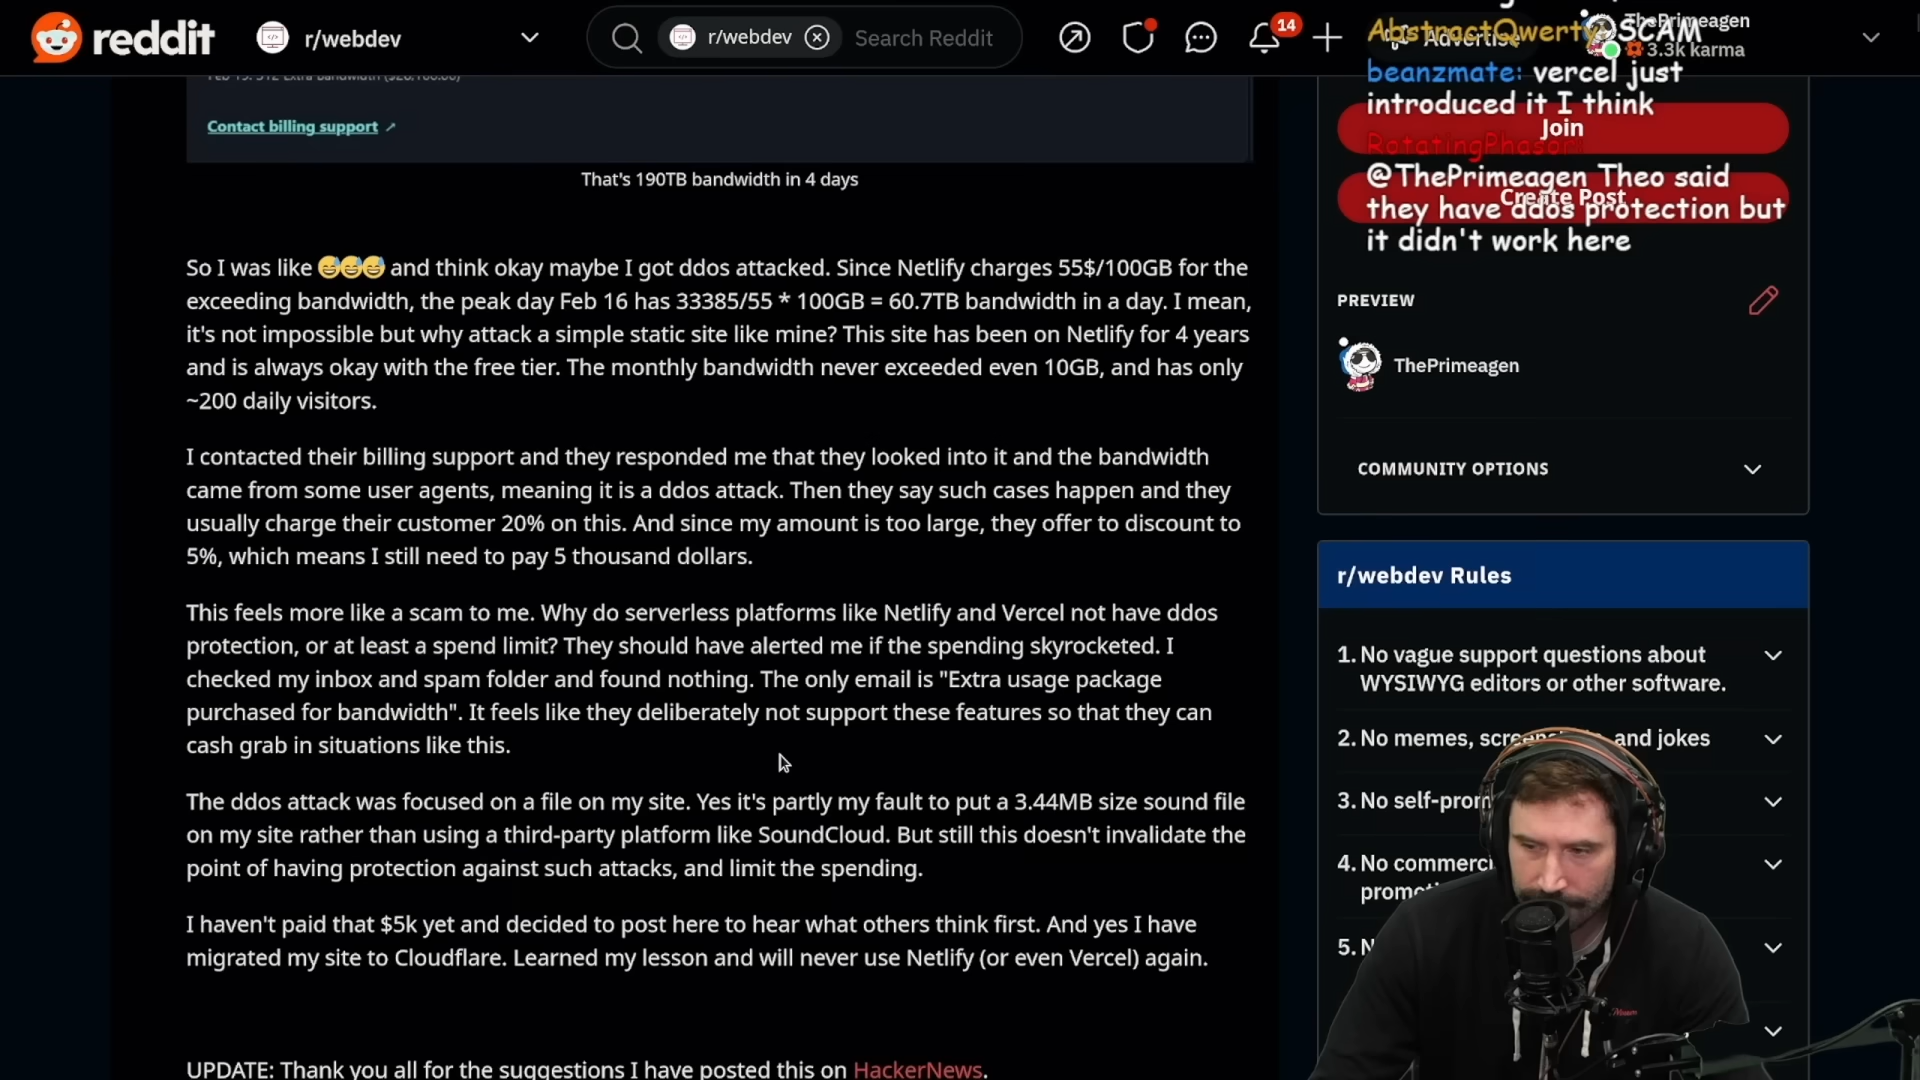 reddit
r/webdev
r/webdev
Search Reddit
14
Advertise
ThePrimeagen
3.3k karma
AbstractQwerty: SCAM
beanzmate: vercel just
introduced it I think
RotatingPhasor:
@ThePrimeagen Theo said
they have ddos protection but
it didn't work here
Join
Create Post
Contact billing support
That's 190TB bandwidth in 4 days
So I was like 😅😅😅 and think okay maybe I got ddos attacked. Since Netlify charges 55$/100GB for the
exceeding bandwidth, the peak day Feb 16 has 33385/55 * 100GB = 60.7TB bandwidth in a day. I mean,
it's not impossible but why attack a simple static site like mine? This site has been on Netlify for 4 years
and is always okay with the free tier. The monthly bandwidth never exceeded even 10GB, and has only
~200 daily visitors.
I contacted their billing support and they responded me that they looked into it and the bandwidth
came from some user agents, meaning it is a ddos attack. Then they say such cases happen and they
usually charge their customer 20% on this. And since my amount is too large, they offer to discount to
5%, which means I still need to pay 5 thousand dollars.
This feels more like a scam to me. Why do serverless platforms like Netlify and Vercel not have ddos
protection, or at least a spend limit? They should have alerted me if the spending skyrocketed. I
checked my inbox and spam folder and found nothing. The only email is "Extra usage package
purchased for bandwidth". It feels like they deliberately not support these features so that they can
cash grab in situations like this.
The ddos attack was focused on a file on my site. Yes it's partly my fault to put a 3.44MB size sound file
on my site rather than using a third-party platform like SoundCloud. But still this doesn't invalidate the
point of having protection against such attacks, and limit the spending.
I haven't paid that $5k yet and decided to post here to hear what others think first. And yes I have
migrated my site to Cloudflare. Learned my lesson and will never use Netlify (or even Vercel) again.
UPDATE: Thank you all for the suggestions I have posted this on HackerNews.
PREVIEW
ThePrimeagen
COMMUNITY OPTIONS
r/webdev Rules
1. No vague support questions about
WYSIWYG editors or other software.
2. No memes, and jokes
3. No
4. No
5.